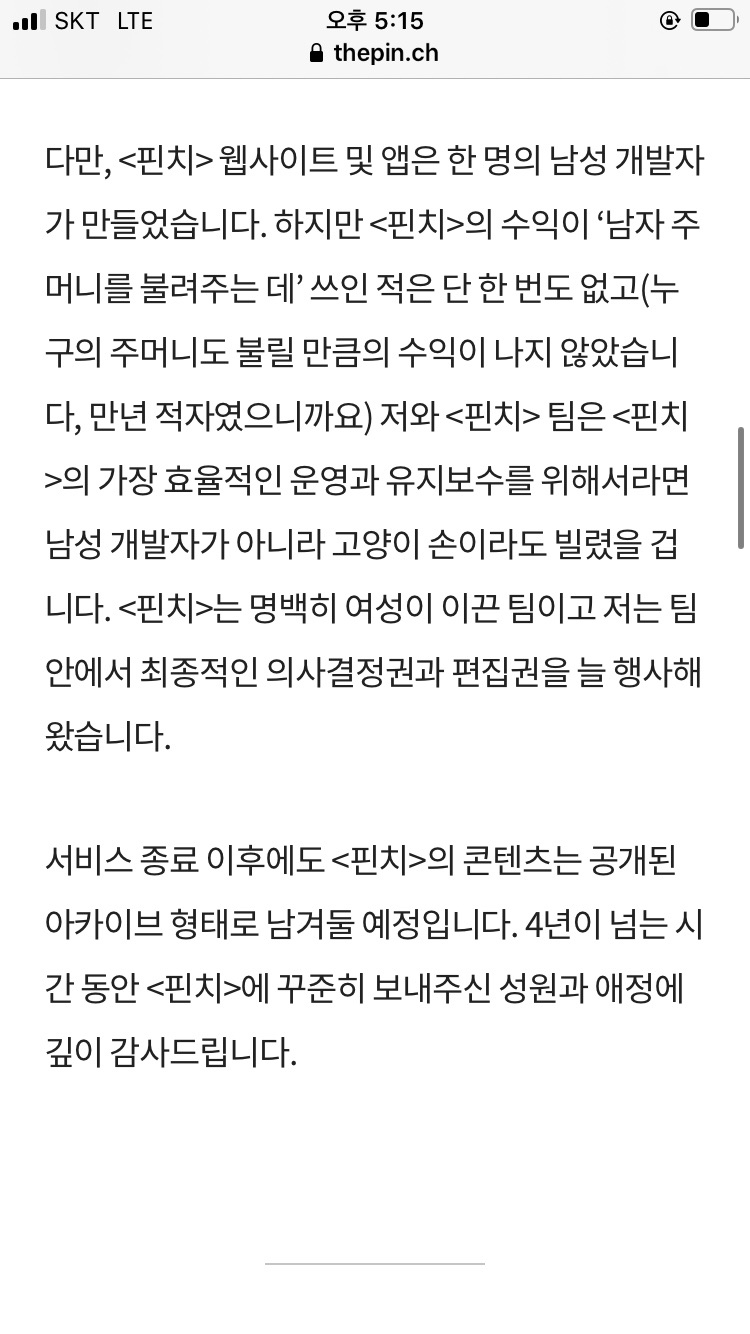 SKT LTE
오후 5:15
thepin.ch
다만, <핀치> 웹사이트 및 앱은 한 명의 남성 개발자
가 만들었습니다. 하지만 <핀치>의 수익이 ‘남자 주
머니를 불려주는 데’ 쓰인 적은 단 한 번도 없고(누
구의 주머니도 불릴 만큼의 수익이 나지 않았습니
다, 만년 적자였으니까요) 저와 <핀치> 팀은 <핀치
>의 가장 효율적인 운영과 유지보수를 위해서라면
남성 개발자가 아니라 고양이 손이라도 빌렸을 겁
니다. <핀치>는 명백히 여성이 이끈 팀이고 저는 팀
안에서 최종적인 의사결정권과 편집권을 늘 행사해
왔습니다.
서비스 종료 이후에도 <핀치>의 콘텐츠는 공개된
아카이브 형태로 남겨둘 예정입니다. 4년이 넘는 시
간 동안 <핀치>에 꾸준히 보내주신 성원과 애정에
깊이 감사드립니다.